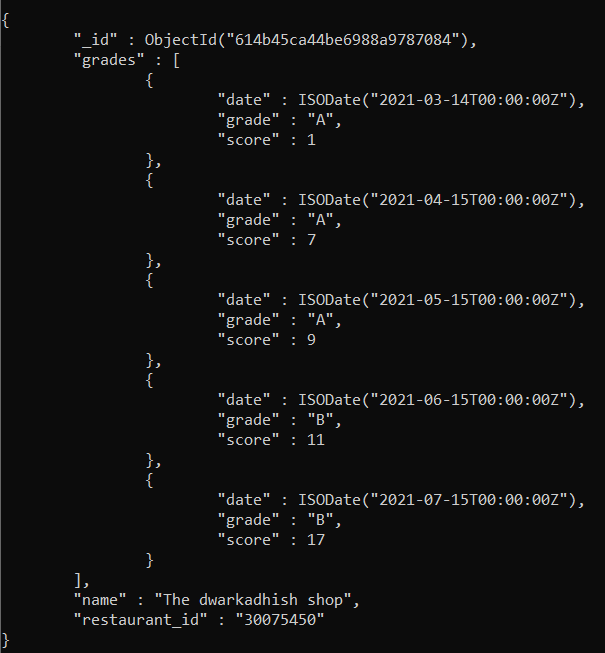 {
"_id" : ObjectId("614b45ca44be6988a9787084"),
"grades" : [
{
"date" : ISODate("2021-03-14T00:00:00Z"),
"grade" : "A",
"score" : 1
},
{
"date" : ISODate("2021-04-15T00:00:00Z"),
"grade" : "A",
"score" : 7
},
{
"date" : ISODate("2021-05-15T00:00:00Z"),
"grade" : "A",
"score" : 9
},
{
"date" : ISODate("2021-06-15T00:00:00Z"),
"grade" : "B",
"score" : 11
},
{
"date" : ISODate("2021-07-15T00:00:00Z"),
"grade" : "B",
"score" : 17
}
],
"name" : "The dwarkadhish shop",
"restaurant_id" : "30075450"
}